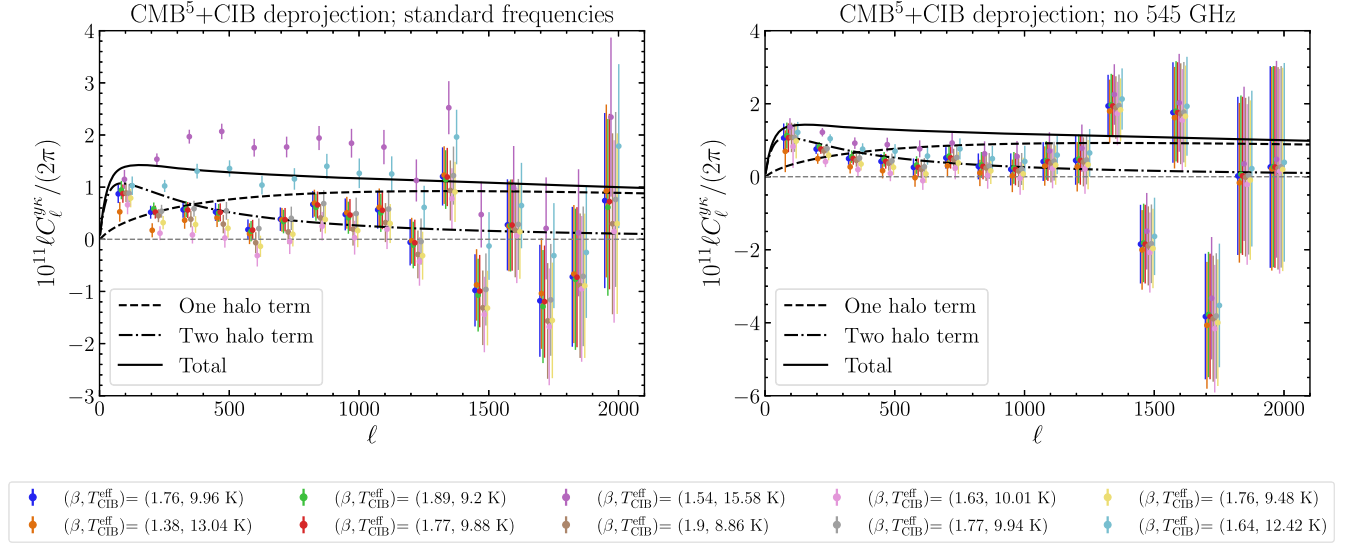 CMB⁵+CIB deprojection; standard frequencies
4
3
2
1
0
−1
−2
−3
10¹¹ℓC_ℓ^{yκ}/(2π)
One halo term
Two halo term
Total
0 500 1000 1500 2000
ℓ
CMB⁵+CIB deprojection; no 545 GHz
4
2
0
−2
−4
−6
10¹¹ℓC_ℓ^{yκ}/(2π)
One halo term
Two halo term
Total
0 500 1000 1500 2000
ℓ
(β, T_CIB^eff)= (1.76, 9.96 K) (β, T_CIB^eff)= (1.89, 9.2 K) (β, T_CIB^eff)= (1.54, 15.58 K) (β, T_CIB^eff)= (1.63, 10.01 K) (β, T_CIB^eff)= (1.76, 9.48 K)
(β, T_CIB^eff)= (1.38, 13.04 K) (β, T_CIB^eff)= (1.77, 9.88 K) (β, T_CIB^eff)= (1.9, 8.86 K) (β, T_CIB^eff)= (1.77, 9.94 K) (β, T_CIB^eff)= (1.64, 12.42 K)